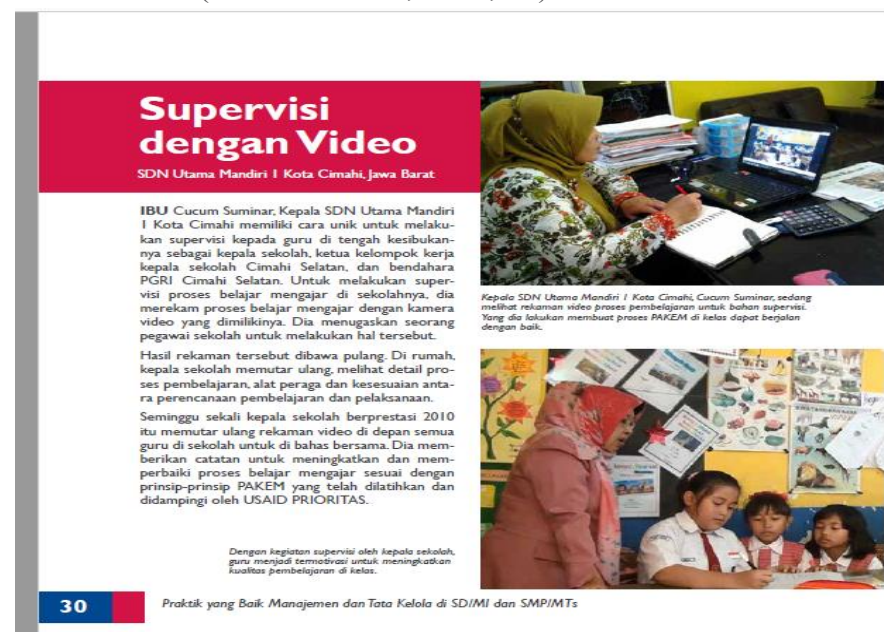 Supervisi
dengan Video
SDN Utama Mandiri 1 Kota Cimahi, Jawa Barat
IBU Cucum Suminar, Kepala SDN Utama Mandiri
1 Kota Cimahi memiliki cara unik untuk melaku-
kan supervisi kepada guru di tengah kesibukan-
nya sebagai kepala sekolah, ketua kelompok kerja
kepala sekolah Cimahi Selatan, dan bendahara
PGRI Cimahi Selatan. Untuk melakukan super-
visi proses belajar mengajar di sekolahnya, dia
merekam proses belajar mengajar dengan kamera
video yang dimilikinya. Dia menugaskan seorang
pegawai sekolah untuk melakukan hal tersebut.
Hasil rekaman tersebut dibawa pulang. Di rumah,
kepala sekolah memutar ulang, melihat detail pro-
ses pembelajaran, alat peraga dan kesesuaian anta-
ra perencanaan pembelajaran dan pelaksanaan.
Seminggu sekali kepala sekolah berprestasi 2010
itu memutar ulang rekaman video di depan semua
guru di sekolah untuk di bahas bersama. Dia mem-
berikan catatan untuk meningkatkan dan mem-
perbaiki proses belajar mengajar sesuai dengan
prinsip-prinsip PAKEM yang telah dilatihkan dan
didampingi oleh USAID PRIORITAS.
Kepala SDN Utama Mandiri 1 Kota Cimahi, Cucum Suminar, sedang
melihat rekaman video proses pembelajaran untuk bahan supervisi.
Yang dia lakukan membuat proses PAKEM di kelas dapat berjalan
dengan baik.
Dengan kegiatan supervisi oleh kepala sekolah,
guru menjadi termotivasi untuk meningkatkan
kualitas pembelajaran di kelas.
30
Praktik yang Baik Manajemen dan Tata Kelola di SD/MI dan SMP/MTs